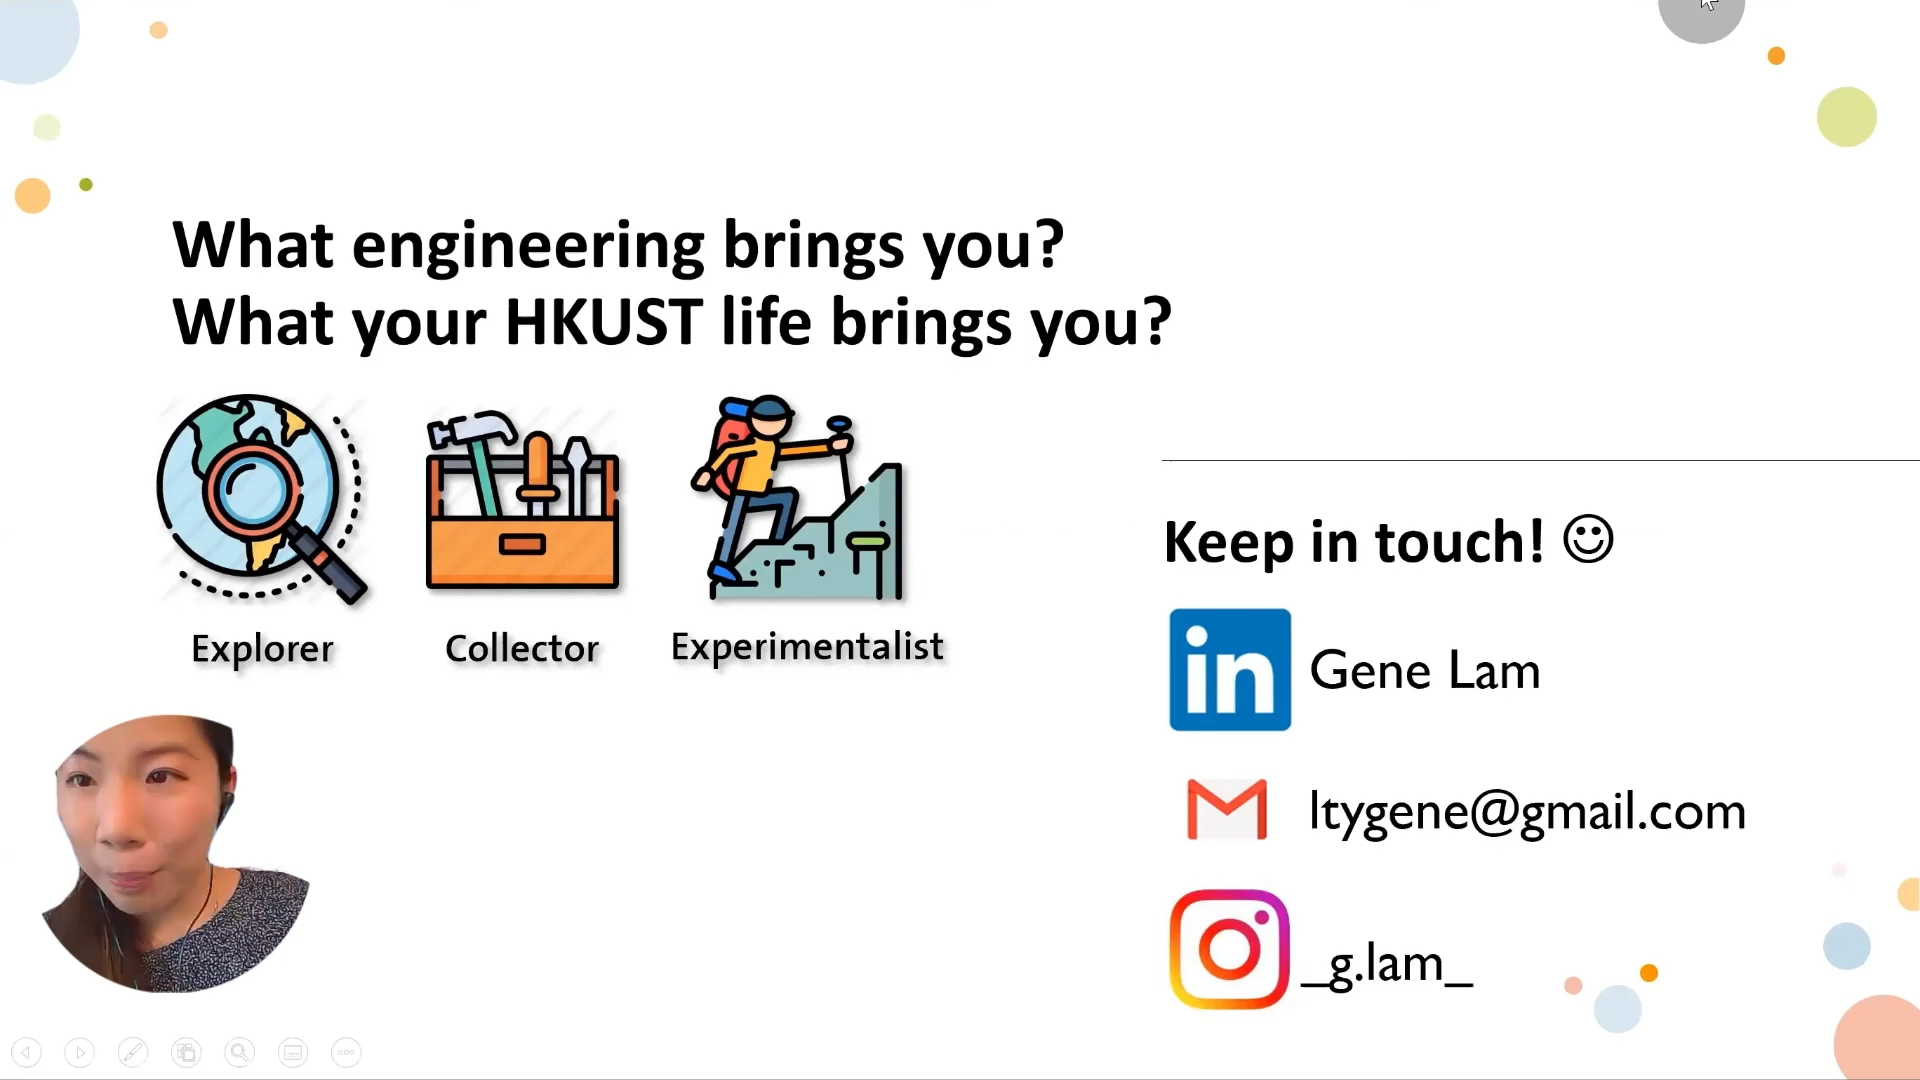 What engineering brings you?
What your HKUST life brings you?
Explorer
Collector
Experimentalist
Keep in touch! ☺
in
Gene Lam
ltygene@gmail.com
_g.lam_